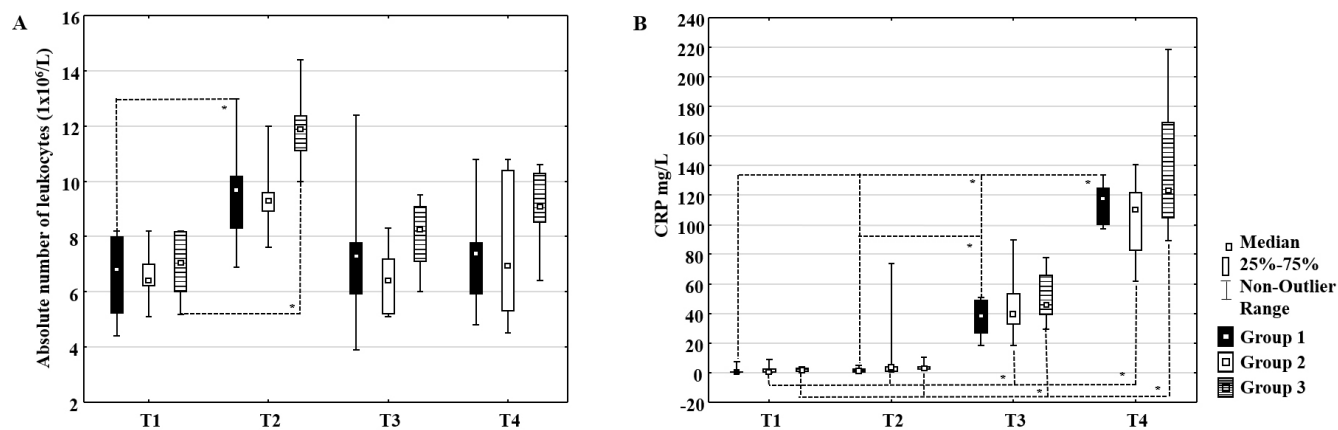 A
Absolute number of leukocytes (1x10⁶/L)
16
14
12
10
8
6
4
2
*
*
T1 T2 T3 T4
B
CRP mg/L
240
220
200
180
160
140
120
100
80
60
40
20
0
-20
* *
*
* *
* *
T1 T2 T3 T4
Median
25%-75%
Non-Outlier
Range
Group 1
Group 2
Group 3